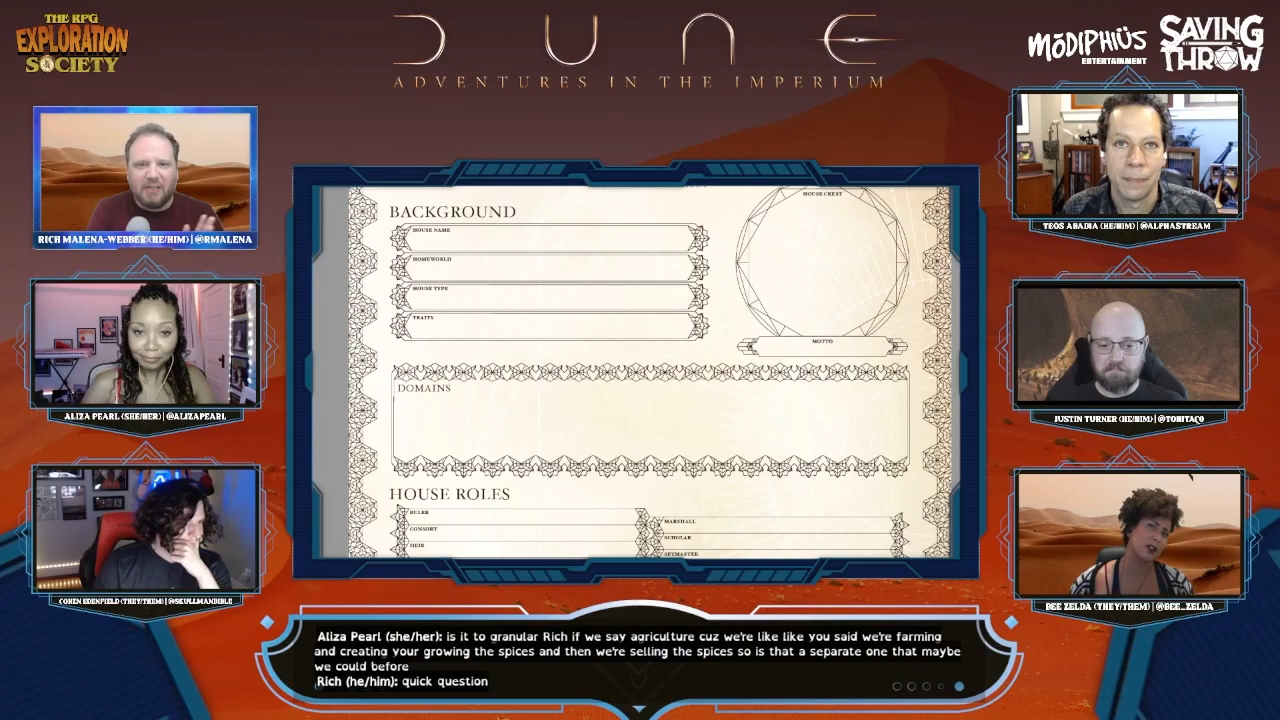 THE RPG
EXPLORATION
SOCIETY
DUNE
ADVENTURES IN THE IMPERIUM
MŌDIPHIÜS
ENTERTAINMENT
SAVING
THROW
RICH MALENA-WEBBER (HE/HIM) | @RMALENA
TEOS ABADIA (HE/HIM) | @ALPHASTREAM
ALIZA PEARL (SHE/HER) | @ALIZAPEARL
JUSTIN TURNER (HE/HIM) | @TOHITACO
COHEN EDENFIELD (THEY/THEM) | @SKULLMANDIBLE
BEE ZELDA (THEY/THEM) | @BEE_ZELDA
BACKGROUND
HOUSE NAME
HOMEWORLD
HOUSE TYPE
TRAITS
HOUSE CREST
MOTTO
DOMAINS
HOUSE ROLES
RULER
CONSORT
HEIR
MARSHALL
SCHOLAR
SPYMASTER
Aliza Pearl (she/her): is it to granular Rich if we say agriculture cuz we're like like you said we're farming
and creating your growing the spices and then we're selling the spices so is that a separate one that maybe
we could before
Rich (he/him): quick question